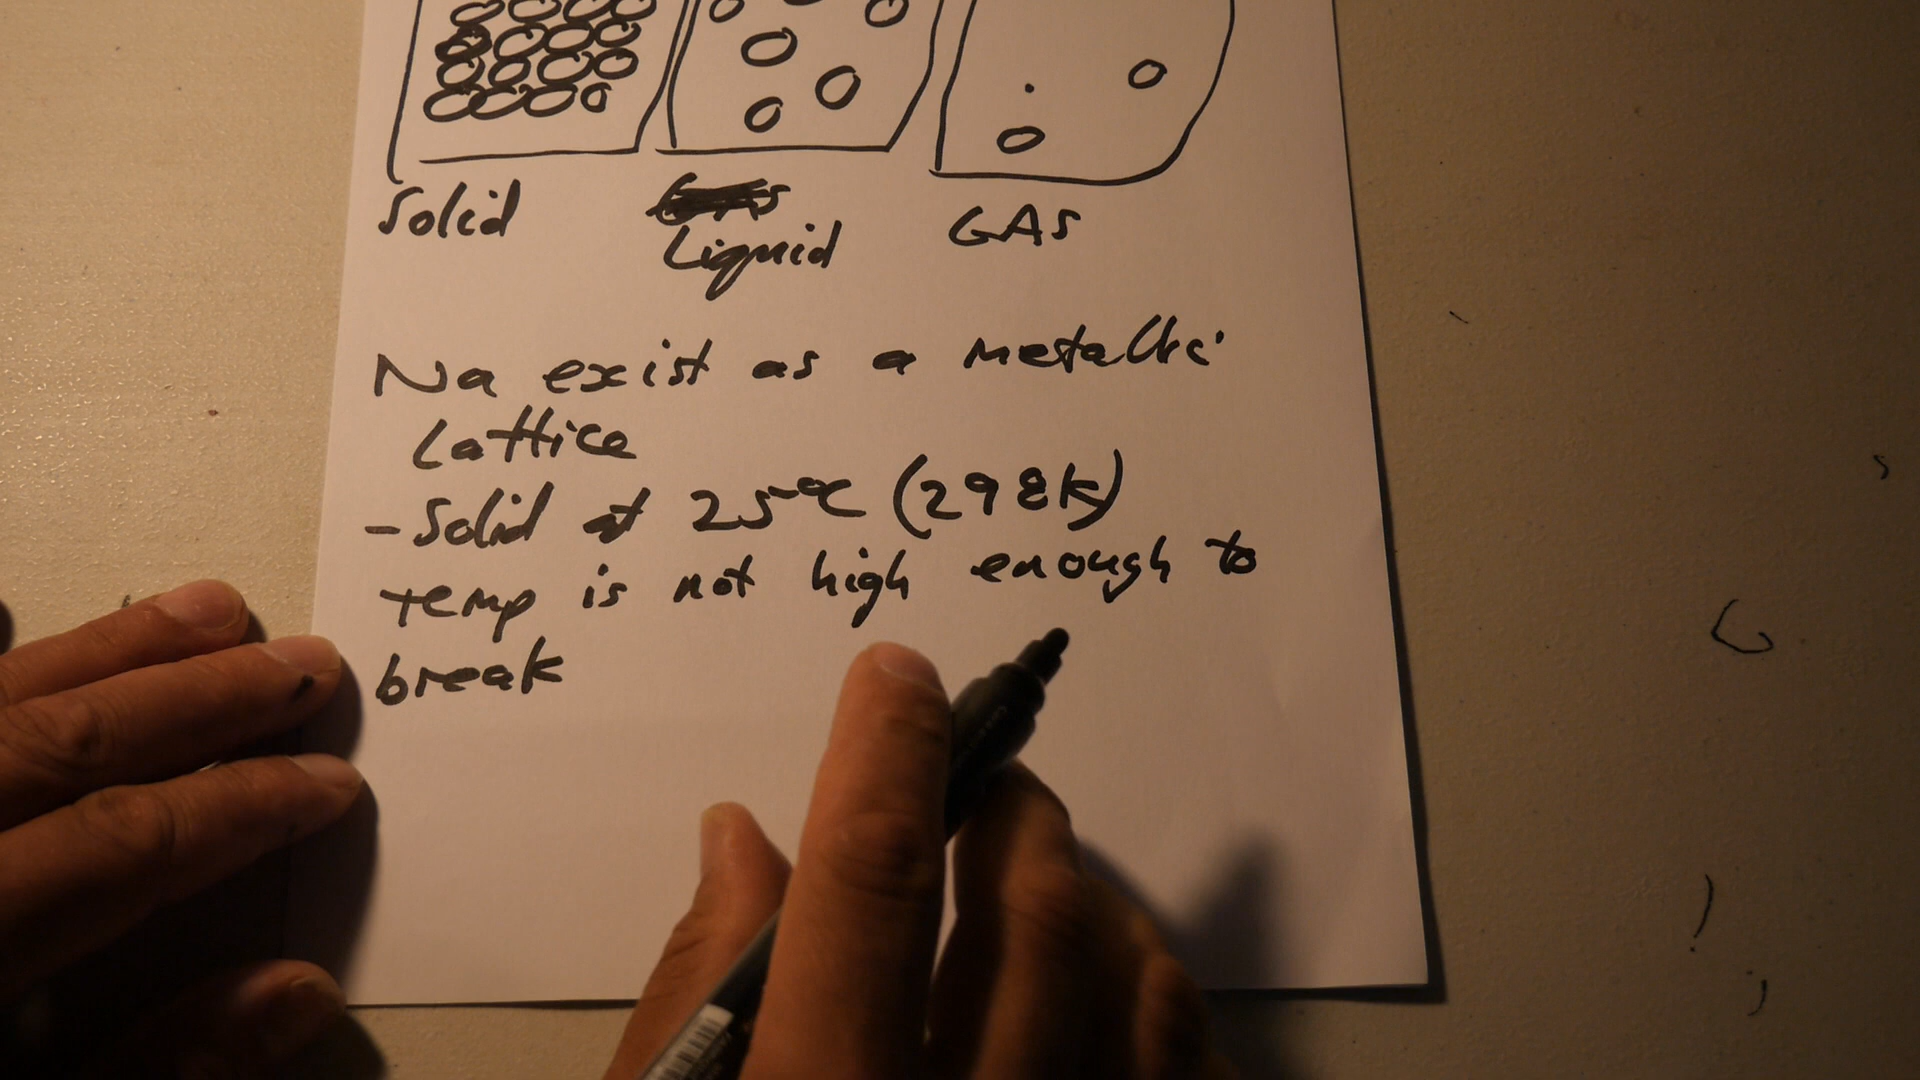 Solid
Liquid
GAS
Na exist as a metallic
Lattice
- Solid at 25°C (298K)
temp is not high enough to
break